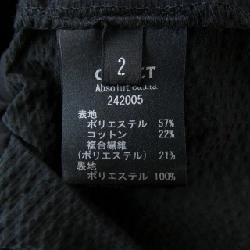 2
242005
表地
ポリエステル 57%
コットン 22%
複合繊維
(ポリエステル) 21%
表地
ポリエステル 100%